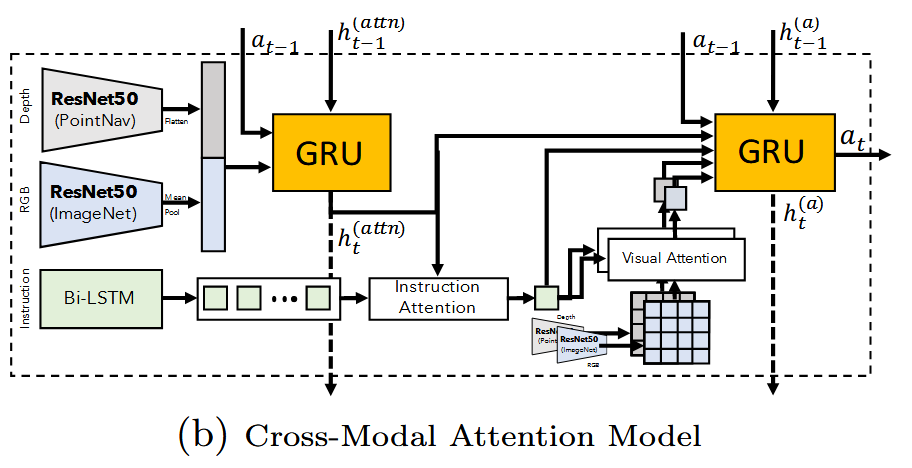 a_{t-1}
h_{t-1}^{(attn)}
a_{t-1}
h_{t-1}^{(a)}
Depth
ResNet50
(PointNav)
Flatten
GRU
GRU
a_t
RGB
ResNet50
(ImageNet)
Mean
Pool
h_t^{(attn)}
h_t^{(a)}
Visual Attention
Instruction
Bi-LSTM
Instruction
Attention
Depth
ResNet50
(ImageNet)
RGB
(b) Cross-Modal Attention Model